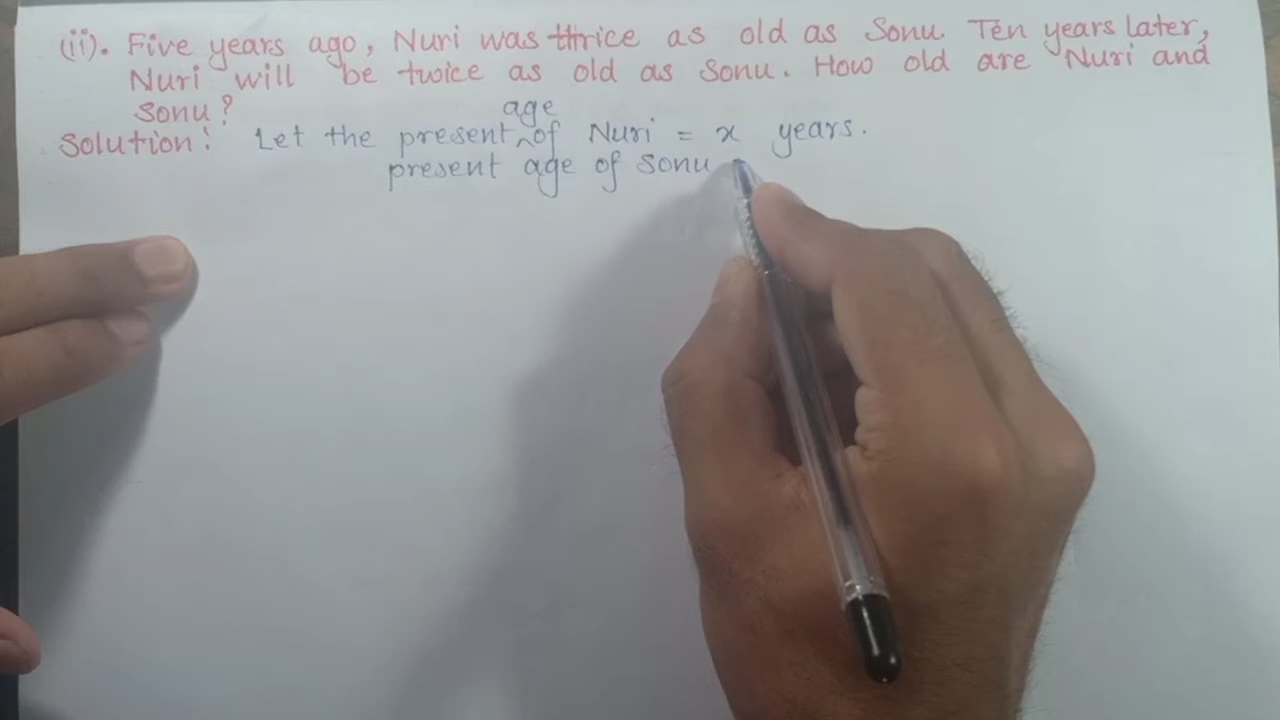 (ii). Five years ago, Nuri was thrice as old as Sonu. Ten years later,
Nuri will be twice as old as Sonu. How old are Nuri and
Sonu?
age
Solution: Let the present ^ of Nuri = x years.
present age of Sonu